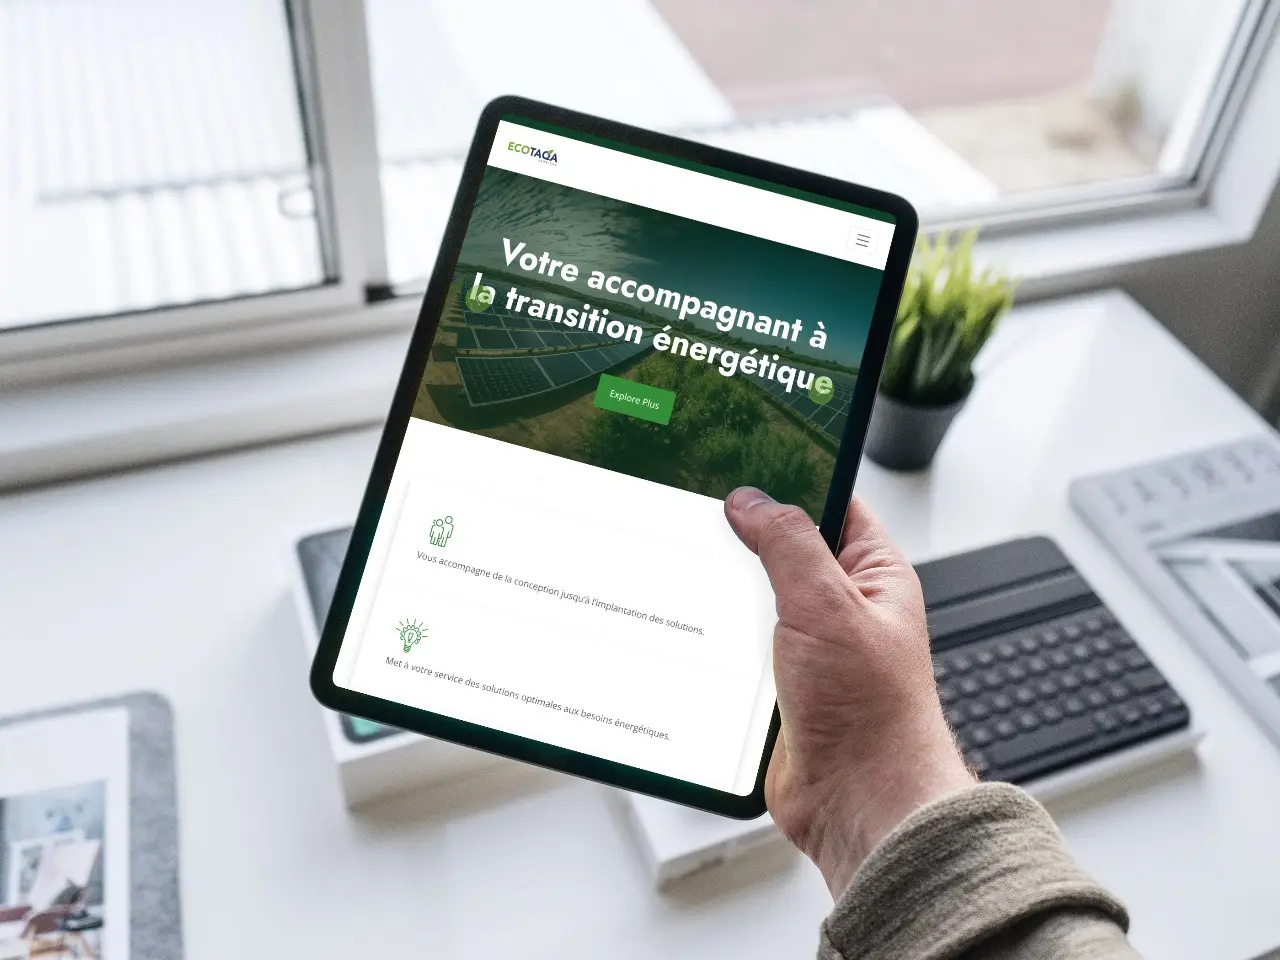 ECOTAQA
SERVICES
Votre accompagnant à
la transition énergétique
Explore Plus
Vous accompagne de la conception jusqu'à l'implantation des solutions.
Met à votre service des solutions optimales aux besoins énergétiques.